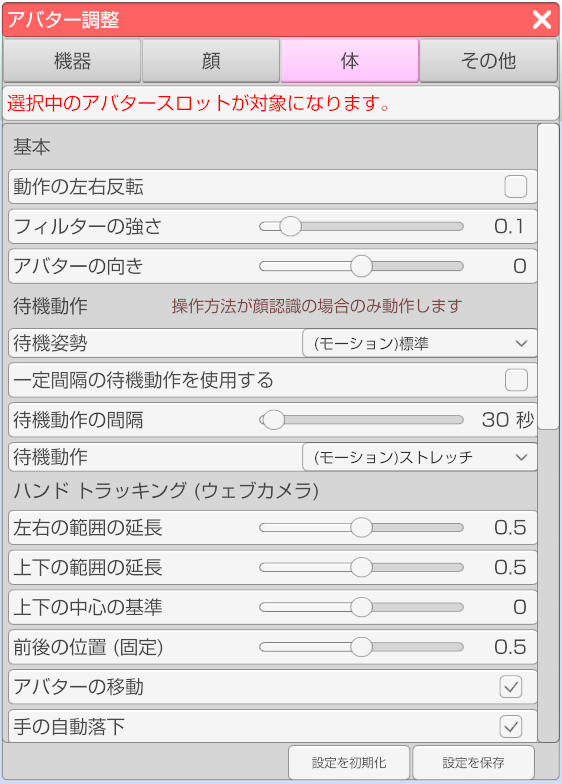 アバター調整
機器 顔 体 その他
選択中のアバタースロットが対象になります。
基本
動作の左右反転
フィルターの強さ 0.1
アバターの向き 0
待機動作 操作方法が顔認識の場合のみ動作します
待機姿勢 (モーション)標準
一定間隔の待機動作を使用する
待機動作の間隔 30 秒
待機動作 (モーション)ストレッチ
ハンド トラッキング (ウェブカメラ)
左右の範囲の延長 0.5
上下の範囲の延長 0.5
上下の中心の基準 0
前後の位置 (固定) 0.5
アバターの移動
手の自動落下
設定を初期化 設定を保存